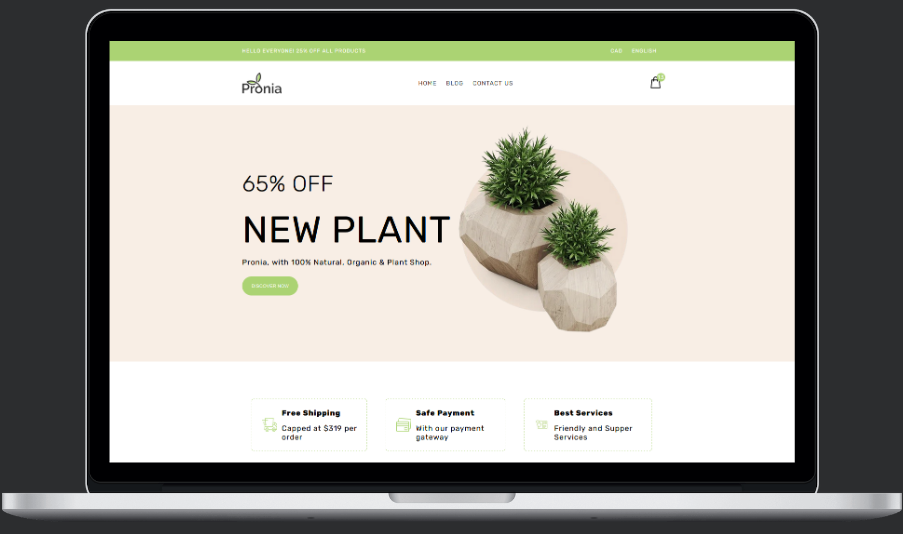 HELLO EVERYONE! 25% OFF ALL PRODUCTS
CAD ENGLISH
Pronia
HOME BLOG CONTACT US
65% OFF
NEW PLANT
Pronia, with 100% Natural, Organic & Plant Shop.
DISCOVER NOW
Free Shipping
Capped at $319 per
order
Safe Payment
With our payment
gateway
Best Services
Friendly and Supper
Services